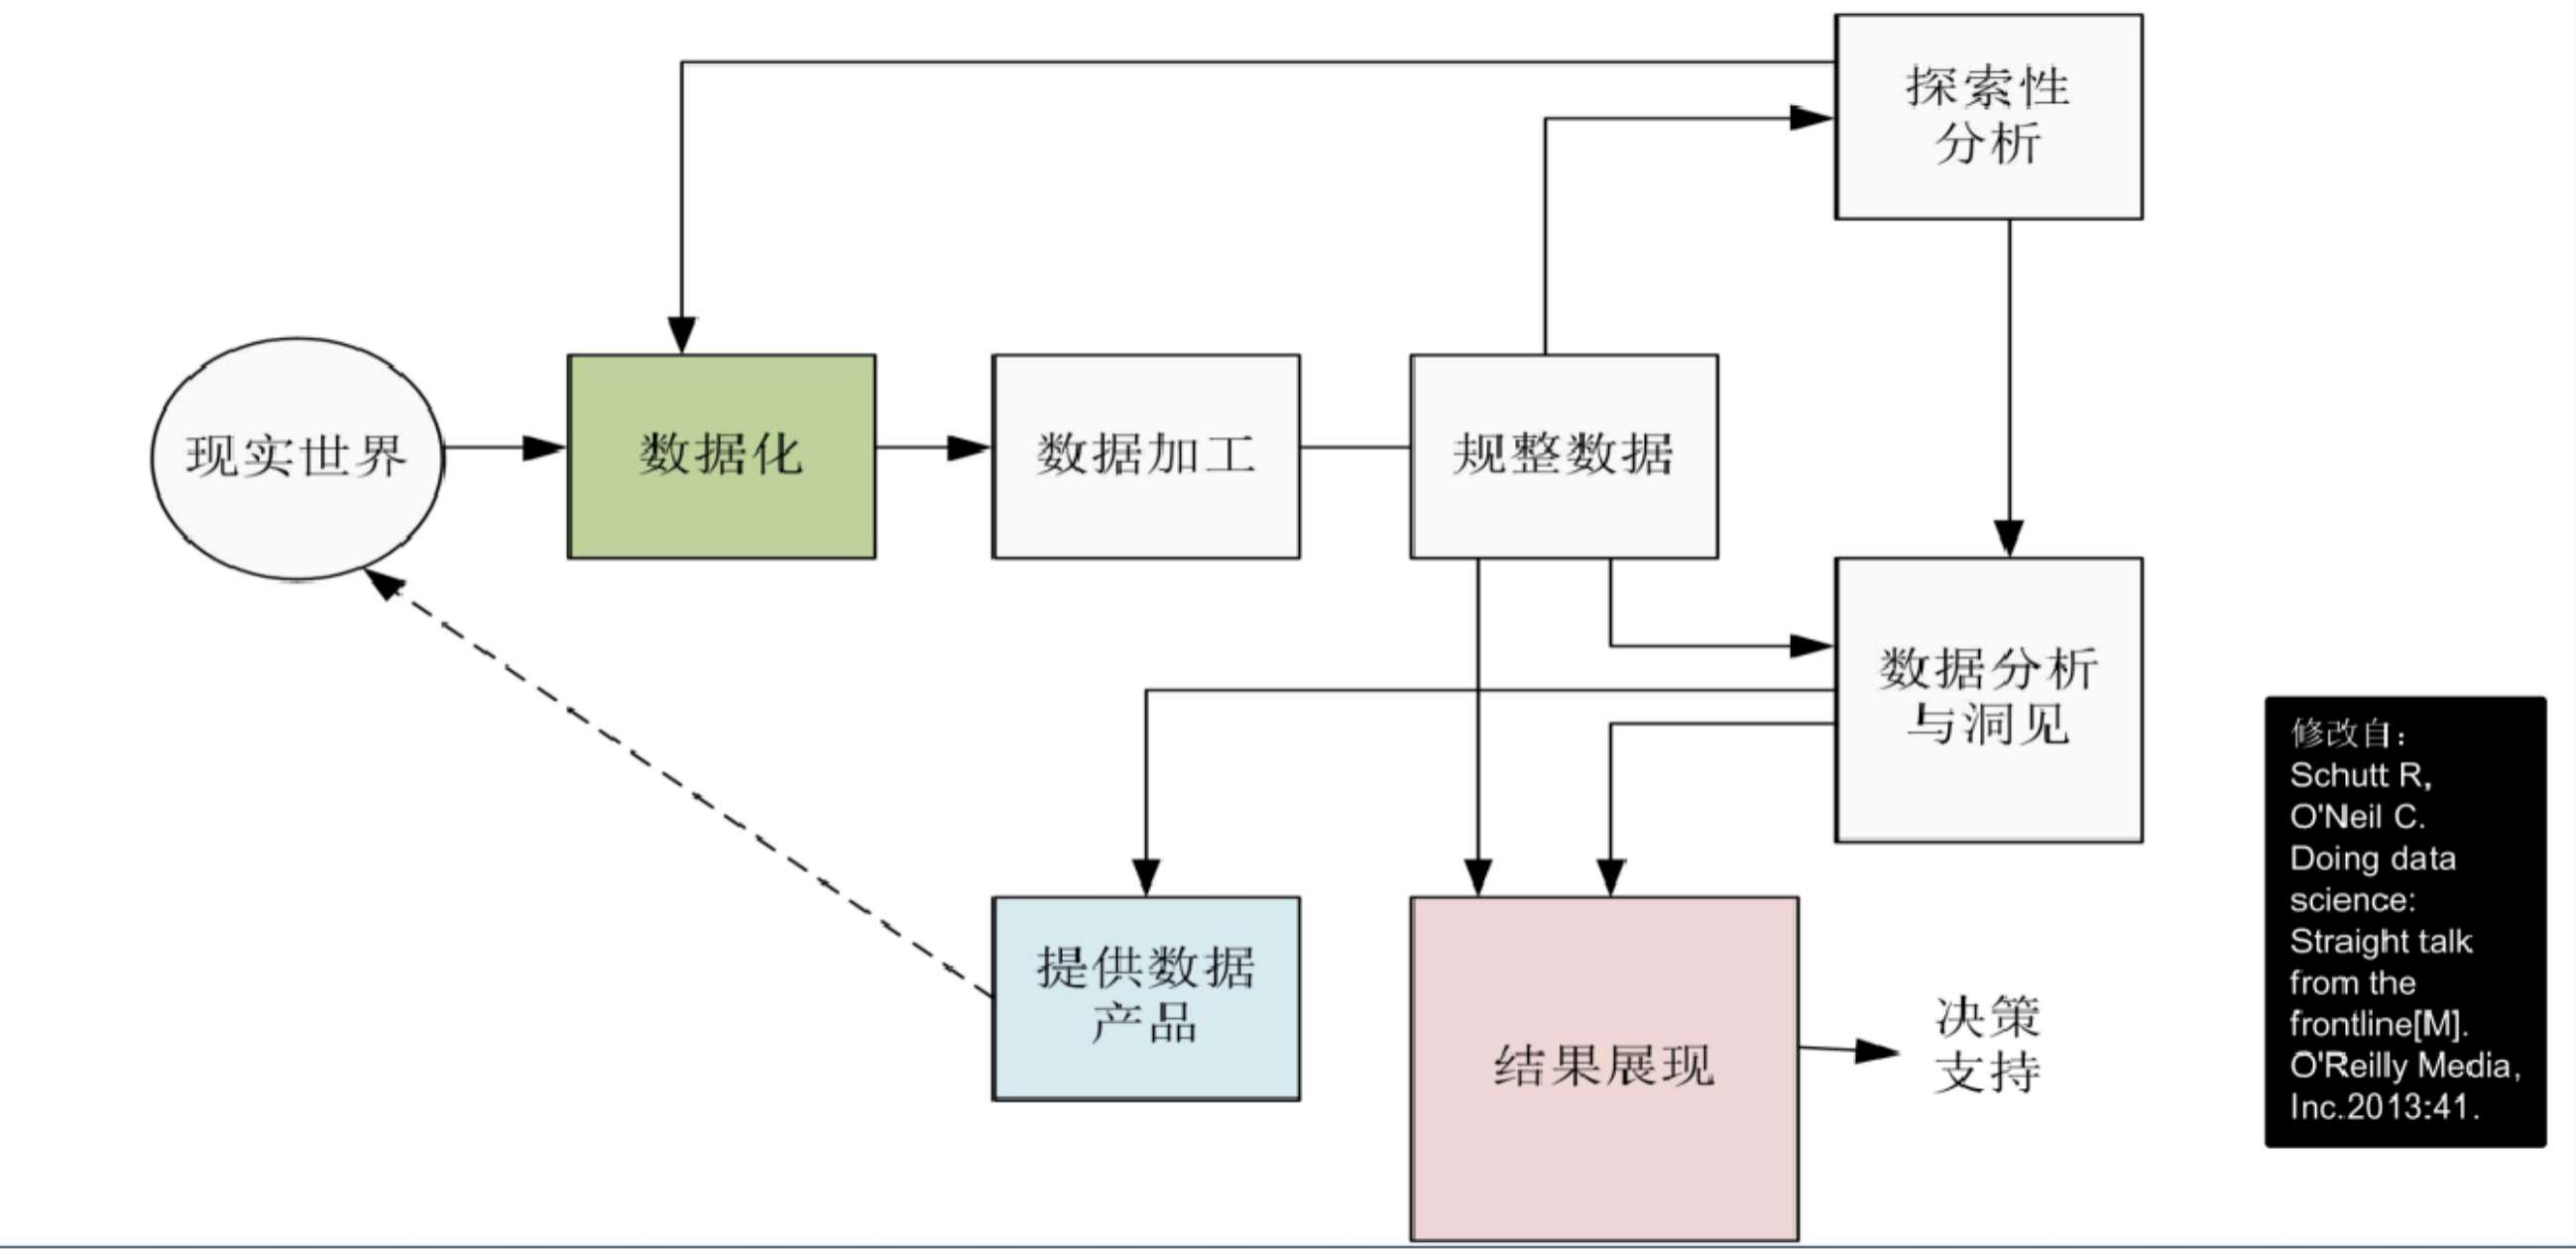 探索性
分析
现实世界
数据化
数据加工
规整数据
数据分析
与洞见
提供数据
产品
结果展现
决策
支持
修改自：
Schutt R,
O'Neil C.
Doing data
science:
Straight talk
from the
frontline[M].
O'Reilly Media,
Inc.2013:41.